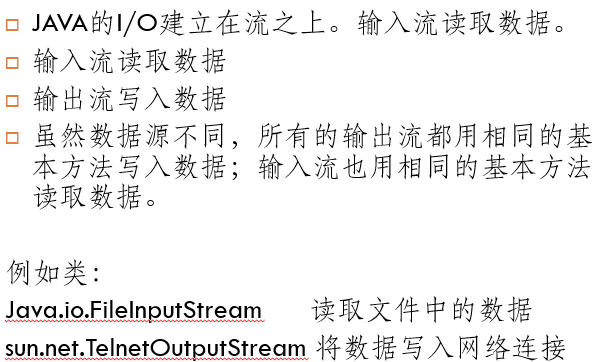 JAVA的I/O建立在流之上。输入流读取数据。
输入流读取数据
输出流写入数据
虽然数据源不同，所有的输出流都用相同的基
本方法写入数据；输入流也用相同的基本方法
读取数据。
例如类：
Java.io.FileInputStream 读取文件中的数据
sun.net.TelnetOutputStream 将数据写入网络连接